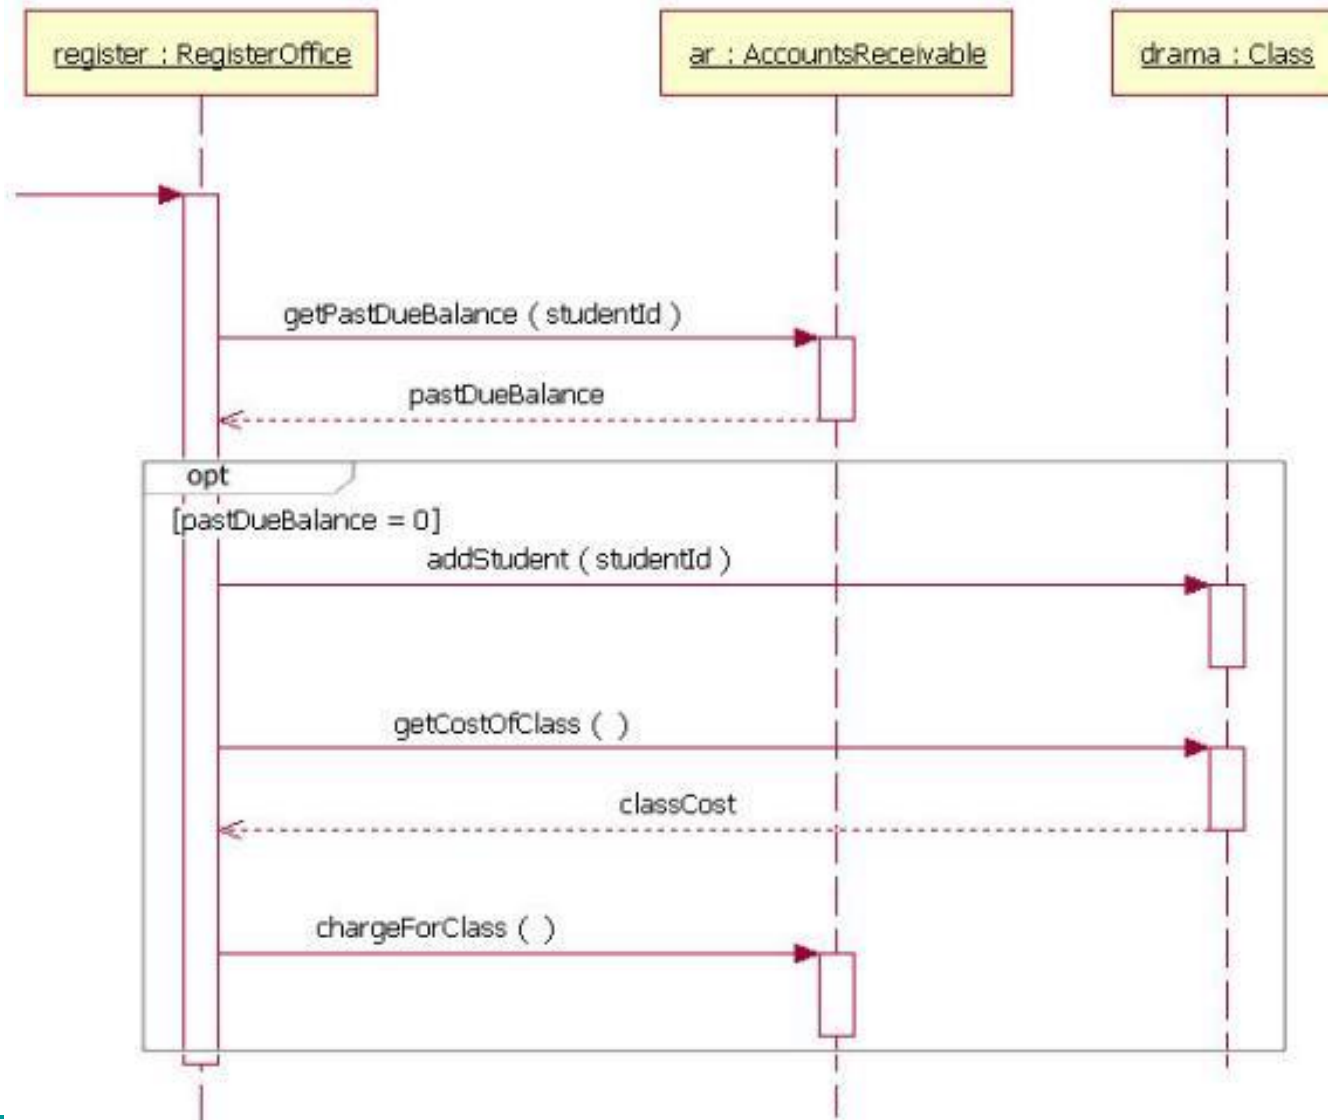 register : RegisterOffice
ar : AccountsReceivable
drama : Class
getPastDueBalance ( studentId )
pastDueBalance
opt
[pastDueBalance = 0]
addStudent ( studentId )
getCostOfClass ( )
classCost
chargeForClass ( )